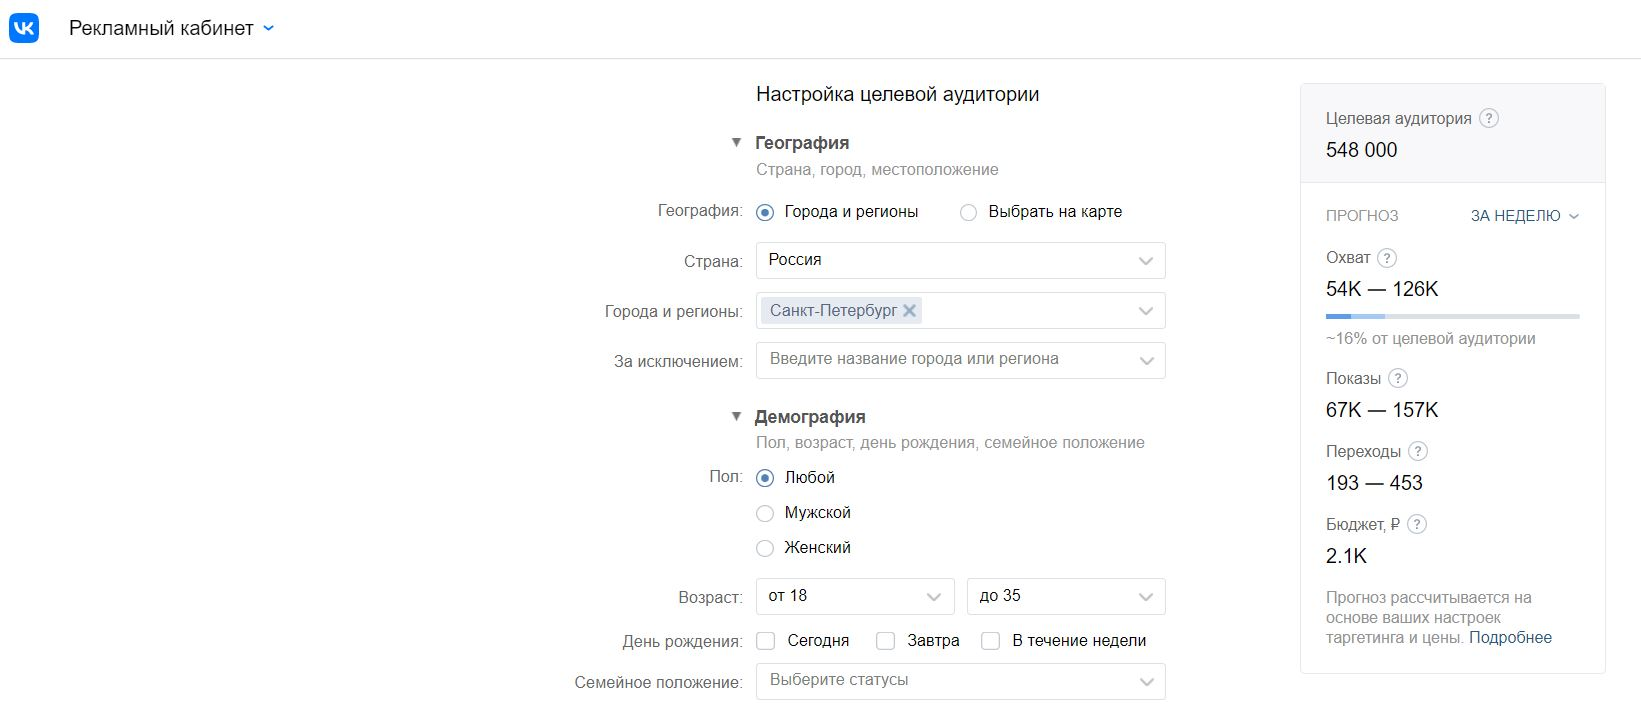 Рекламный кабинет
Настройка целевой аудитории
География
Страна, город, местоположение
География: Города и регионы Выбрать на карте
Страна: Россия
Города и регионы: Санкт-Петербург
За исключением: Введите название города или региона
Демография
Пол, возраст, день рождения, семейное положение
Пол: Любой
Мужской
Женский
Возраст: от 18 до 35
День рождения: Сегодня Завтра В течение недели
Семейное положение: Выберите статусы
Целевая аудитория ?
548 000
ПРОГНОЗ ЗА НЕДЕЛЮ
Охват ?
54K — 126K
~16% от целевой аудитории
Показы ?
67K — 157K
Переходы ?
193 — 453
Бюджет, ₽ ?
2.1K
Прогноз рассчитывается на
основе ваших настроек
таргетинга и цены. Подробнее